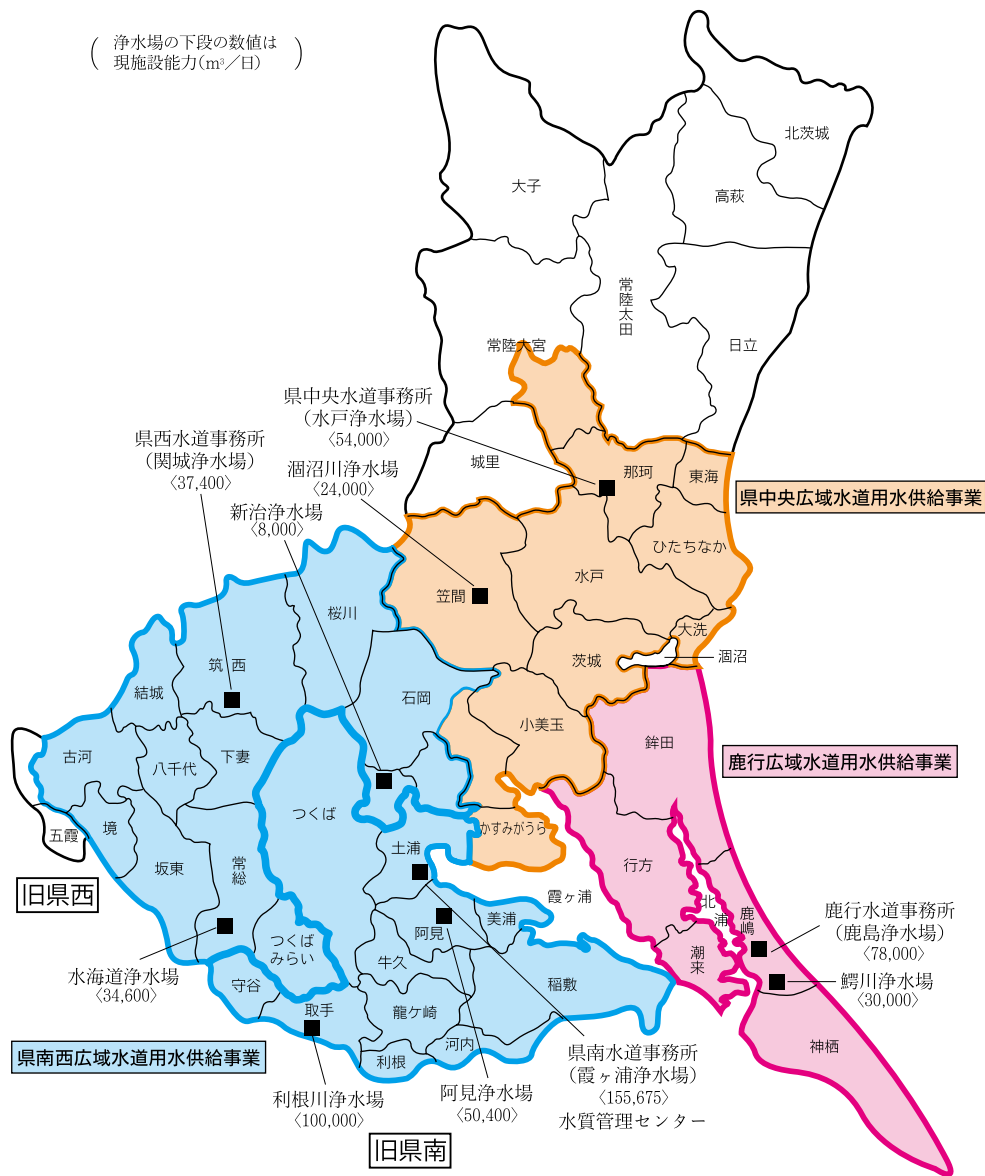 浄水場の下段の数値は
現施設能力(m³／日)
北茨城
大子
高萩
常陸太田
日立
常陸大宮
県中央水道事務所
(水戸浄水場)
〈54,000〉
県西水道事務所
(関城浄水場)
〈37,400〉
涸沼川浄水場
〈24,000〉
新治浄水場
〈8,000〉
城里
那珂
東海
県中央広域水道用水供給事業
ひたちなか
水戸
笠間
桜川
大洗
涸沼
茨城
筑西
石岡
結城
小美玉
鉾田
古河
下妻
八千代
鹿行広域水道用水供給事業
つくば
かすみがうら
五霞
境
土浦
坂東
常総
行方
旧県西
霞ヶ浦
北浦
鹿嶋
美浦
阿見
鹿行水道事務所
(鹿島浄水場)
〈78,000〉
つくば
みらい
牛久
潮来
水海道浄水場
〈34,600〉
守谷
稲敷
鰐川浄水場
〈30,000〉
取手
龍ケ崎
河内
神栖
県南西広域水道用水供給事業
利根
県南水道事務所
(霞ヶ浦浄水場)
〈155,675〉
水質管理センター
利根川浄水場
〈100,000〉
阿見浄水場
〈50,400〉
旧県南